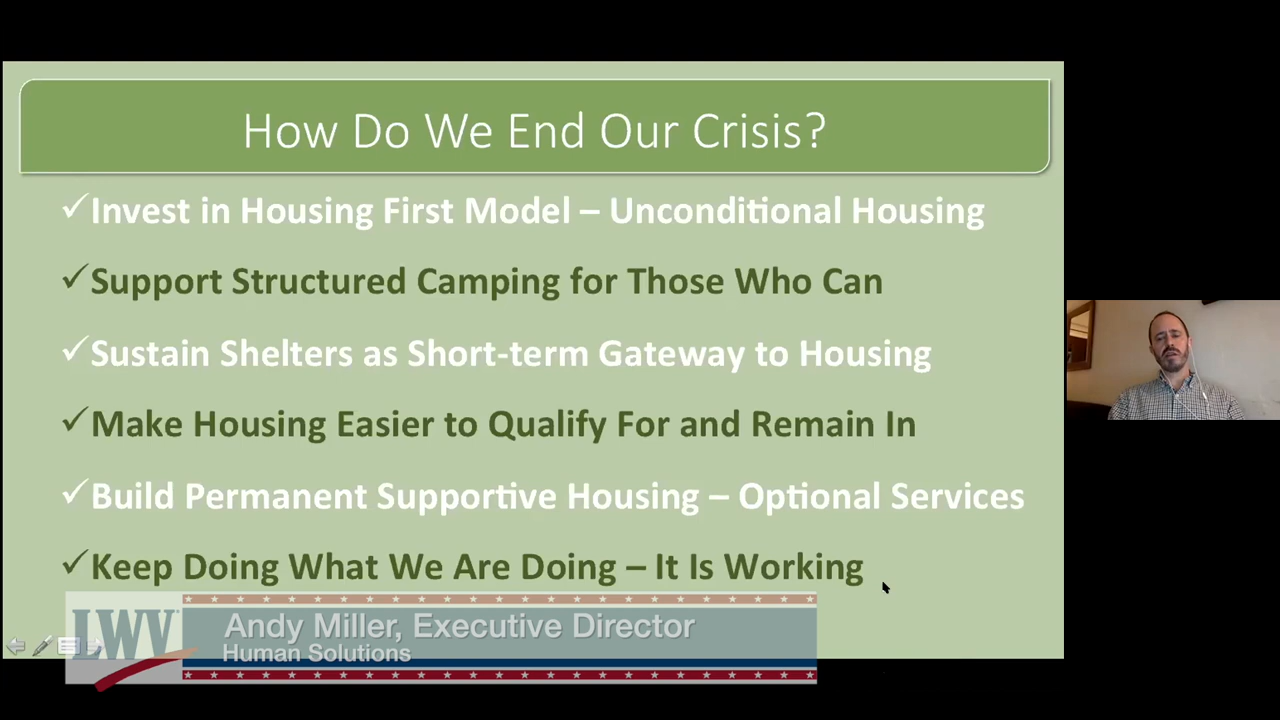 How Do We End Our Crisis?
✓Invest in Housing First Model – Unconditional Housing
✓Support Structured Camping for Those Who Can
✓Sustain Shelters as Short-term Gateway to Housing
✓Make Housing Easier to Qualify For and Remain In
✓Build Permanent Supportive Housing – Optional Services
✓Keep Doing What We Are Doing – It Is Working
LWV
Andy Miller, Executive Director
Human Solutions